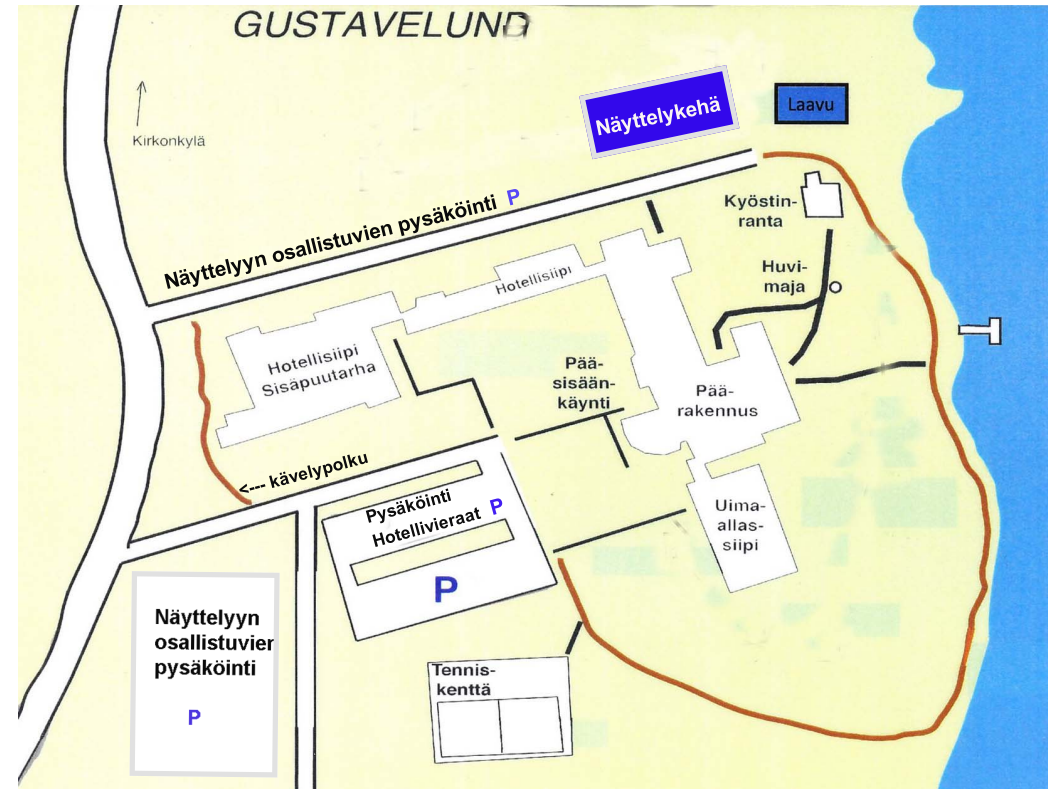 GUSTAVELUND
Kirkonkylä
Näyttelykehä
Laavu
Näyttelyyn osallistuvien pysäköinti P
Kyöstin-
ranta
Hotellisiipi
Huvi-
maja
Hotellisiipi
Sisäpuutarha
Pää-
sisään-
käynti
Pää-
rakennus
<--- kävelypolku
Pysäköinti
Hotellivieraat P
P
Uima-
allas-
siipi
Näyttelyyn
osallistuvier
pysäköinti
P
Tennis-
kenttä